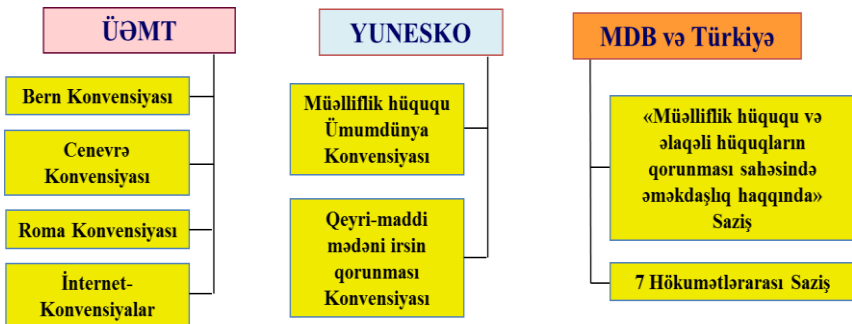 ÜƏMT
Bern Konvensiyası
Cenevrə
Konvensiyası
Roma Konvensiyası
İnternet-
Konvensiyalar
YUNESKO
Müəlliflik hüququ
Ümumdünya
Konvensiyası
Qeyri-maddi
mədəni irsin
qorunması
Konvensiyası
MDB və Türkiyə
«Müəlliflik hüququ və
əlaqəli hüquqların
qorunması sahəsində
əməkdaşlıq haqqında»
Saziş
7 Hökumətlərarası Saziş